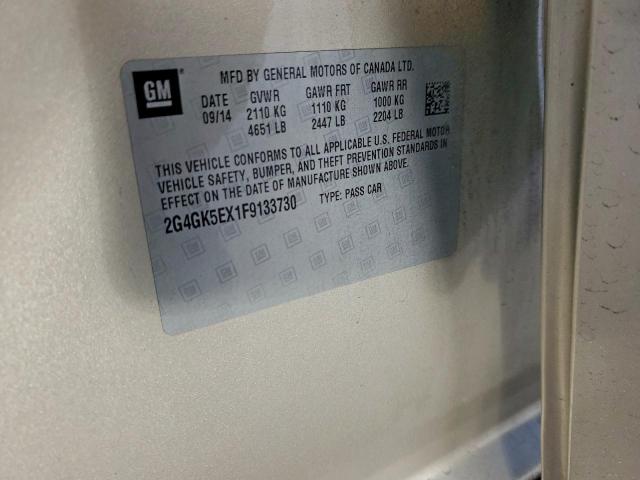 GM
MFD BY GENERAL MOTORS OF CANADA LTD.
DATE GVWR GAWR FRT GAWR RR
09/14 2110 KG 1110 KG 1000 KG
4651 LB 2447 LB 2204 LB
THIS VEHICLE CONFORMS TO ALL APPLICABLE U.S. FEDERAL MOTOR
VEHICLE SAFETY, BUMPER, AND THEFT PREVENTION STANDARDS IN
EFFECT ON THE DATE OF MANUFACTURE SHOWN ABOVE.
2G4GK5EX1F9133730 TYPE: PASS CAR